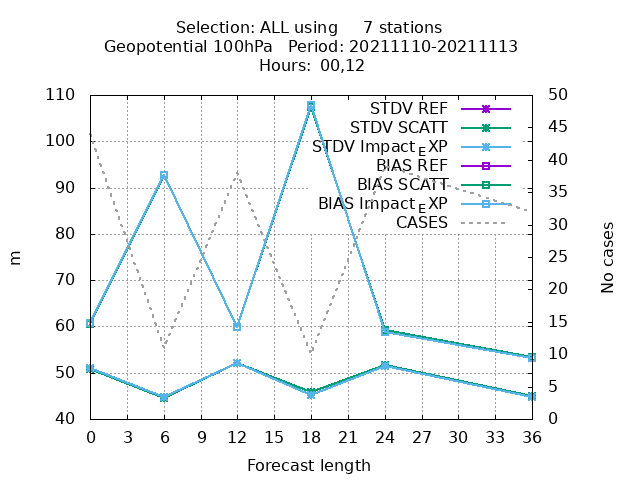 Selection: ALL using     7 stations
Geopotential 100hPa   Period: 20211110-20211113
Hours:  00,12
110
100
90
80
70
60
50
40
50
45
40
35
30
25
20
15
10
5
0
0 3 6 9 12 15 18 21 24 27 30 33 36
m
No cases
Forecast length
STDV REF
STDV SCATT
STDV Impact_EXP
BIAS REF
BIAS SCATT
BIAS Impact_EXP
CASES